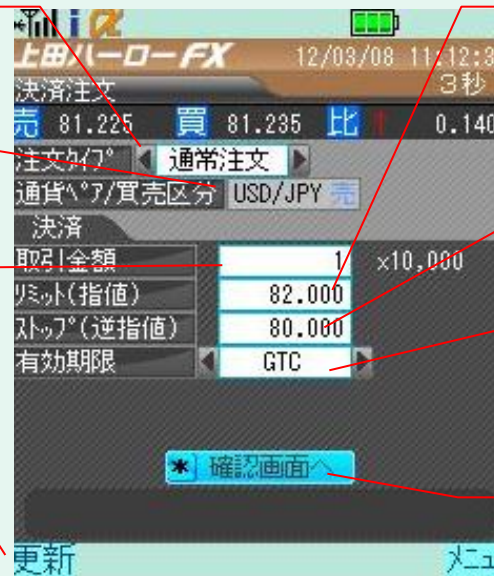 上田ハーローFX 12/03/08 11:12:3
決済注文 3秒
売 81.225 買 81.235 比 ↑ 0.140
注文ﾀｲﾌﾟ 通常注文
通貨ﾍﾟｱ/買売区分 USD/JPY 売
決済
取引金額 1 x10,000
ﾘﾐｯﾄ(指値) 82.000
ｽﾄｯﾌﾟ(逆指値) 80.000
有効期限 GTC
* 確認画面へ
更新 ﾒﾆｭ